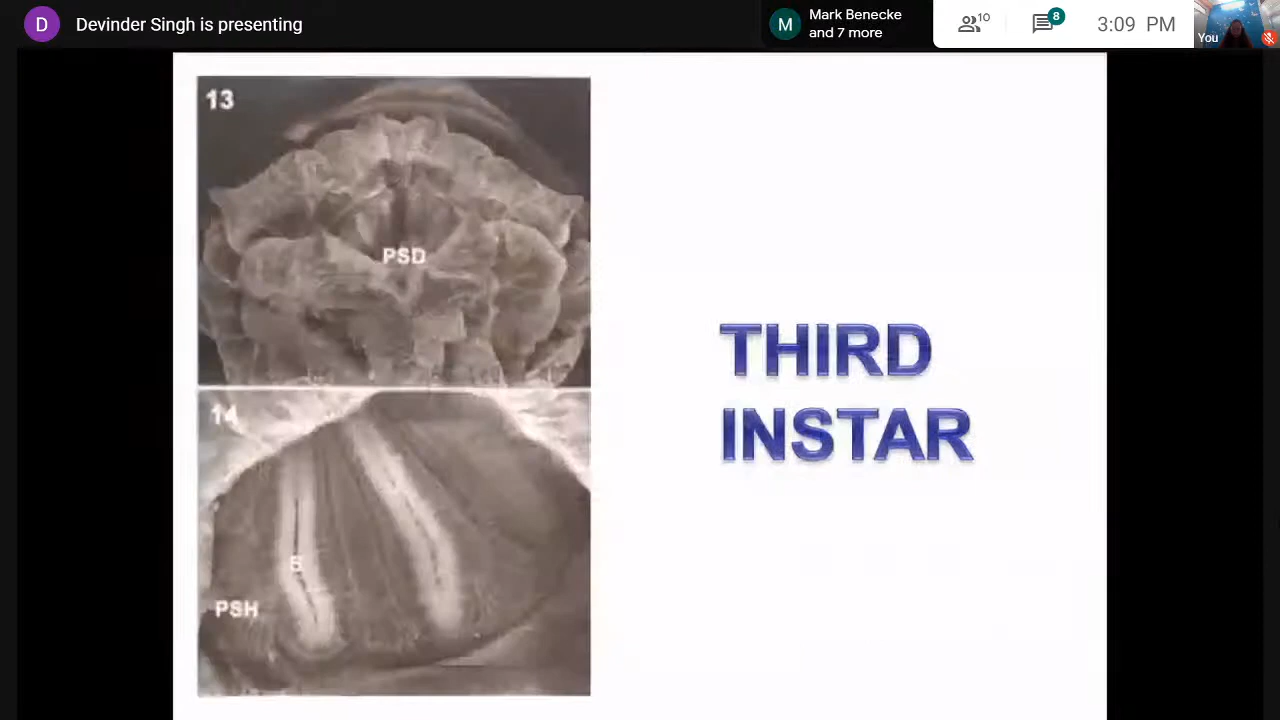 Devinder Singh is presenting
Mark Benecke
and 7 more
10
8
3:09 PM
You
13
PSD
14
PSH
THIRD
INSTAR